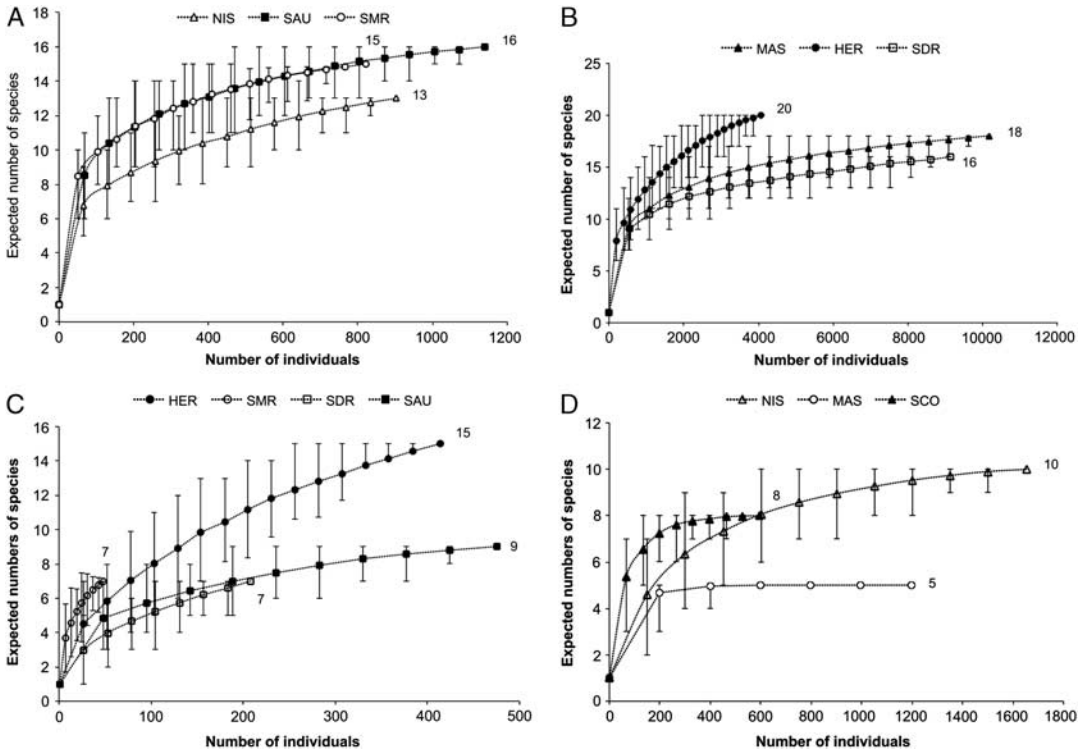 A
NIS SAU SMR
Expected number of species
18
16
14
12
10
8
6
4
2
0
15
16
13
0 200 400 600 800 1000 1200
Number of individuals
B
MAS HER SDR
Expected number of species
25
20
15
10
5
0
20
18
16
0 2000 4000 6000 8000 10000 12000
Number of individuals
C
HER SMR SDR SAU
Expected numbers of species
16
14
12
10
8
6
4
2
0
15
7
9
7
0 100 200 300 400 500
Number of individuals
D
NIS MAS SCO
Expected number of species
12
10
8
6
4
2
0
10
8
5
0 200 400 600 800 1000 1200 1400 1600 1800
Number of individuals